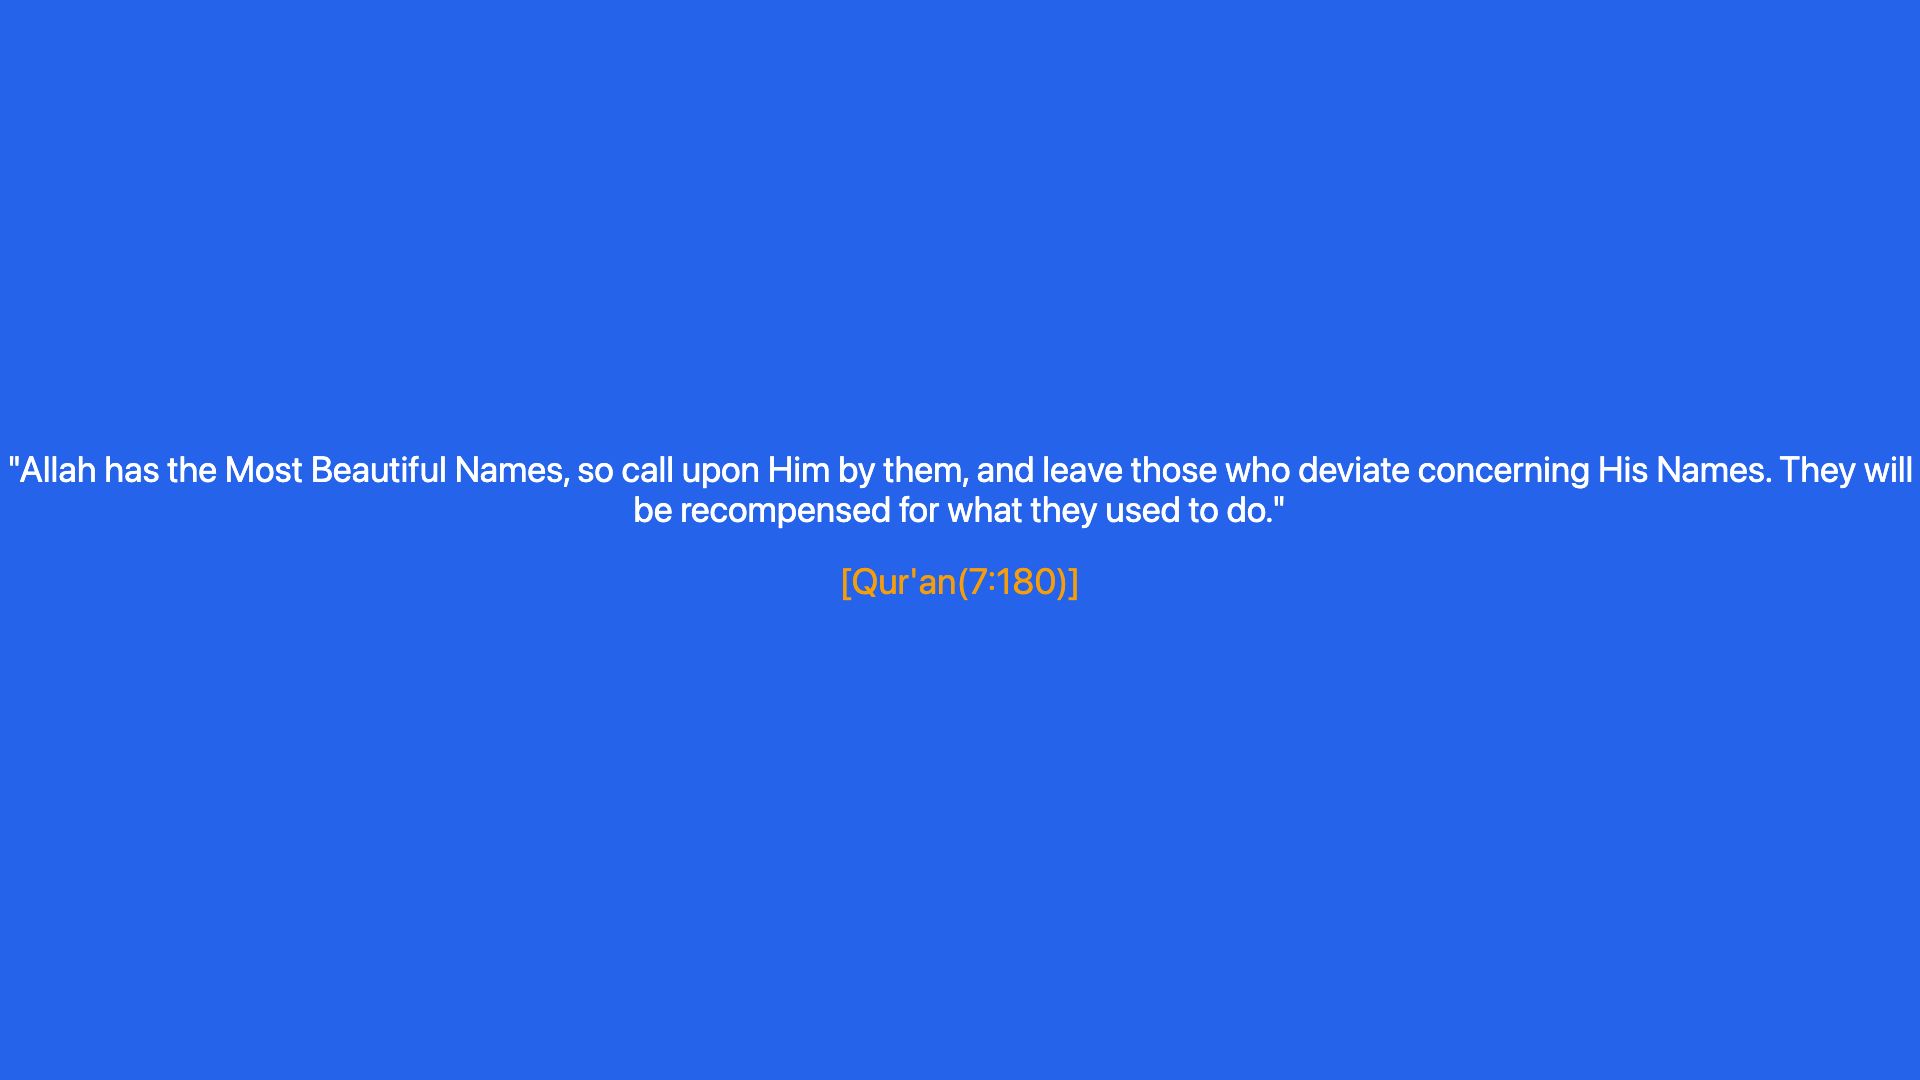 "Allah has the Most Beautiful Names, so call upon Him by them, and leave those who deviate concerning His Names. They will
be recompensed for what they used to do."
[Qur'an(7:180)]